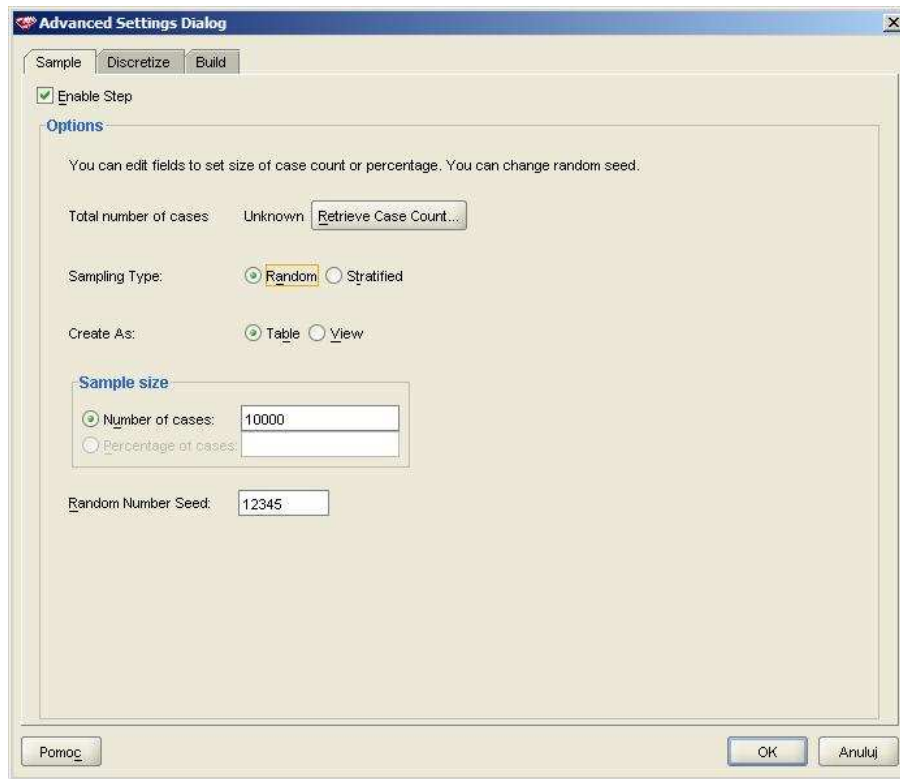 Advanced Settings Dialog
Sample Discretize Build
Enable Step
Options
You can edit fields to set size of case count or percentage. You can change random seed.
Total number of cases Unknown Retrieve Case Count...
Sampling Type: Random Stratified
Create As: Table View
Sample size
Number of cases: 10000
Percentage of cases:
Random Number Seed: 12345
Pomoc OK Anuluj